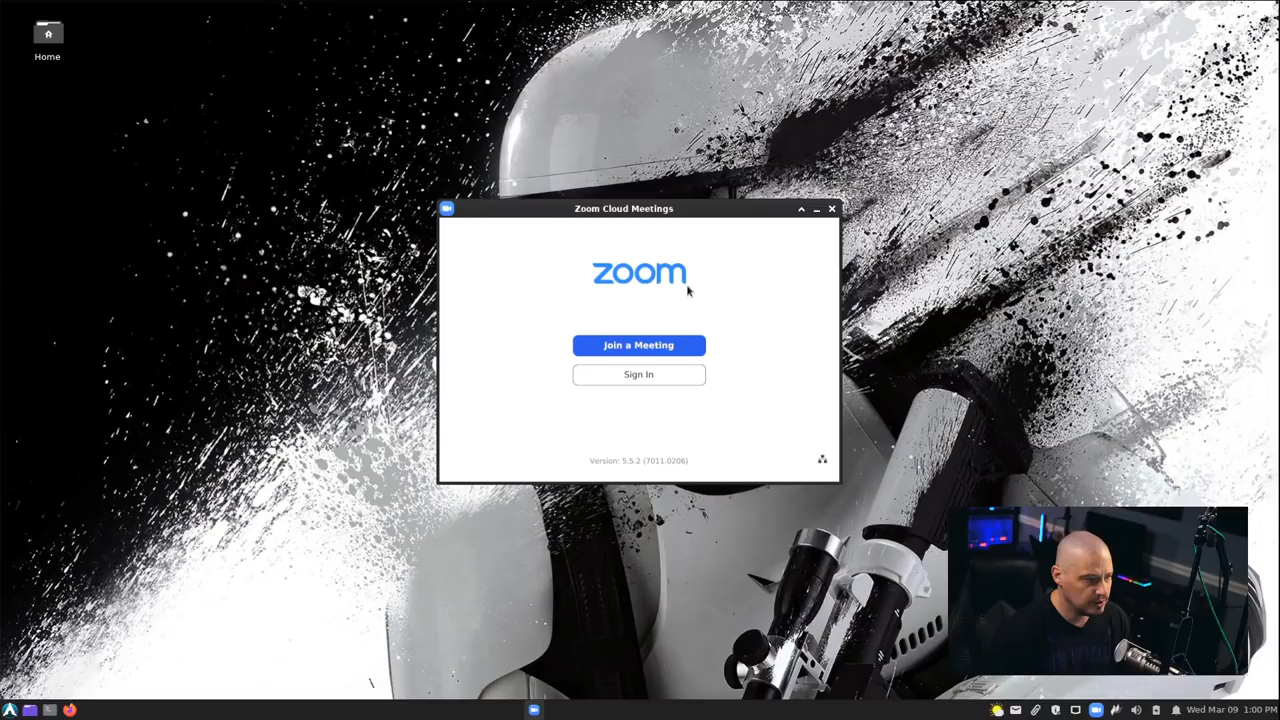 Home
Zoom Cloud Meetings
zoom
Join a Meeting
Sign In
Version: 5.5.2 (7011.0206)
Wed Mar 09 1:00 PM